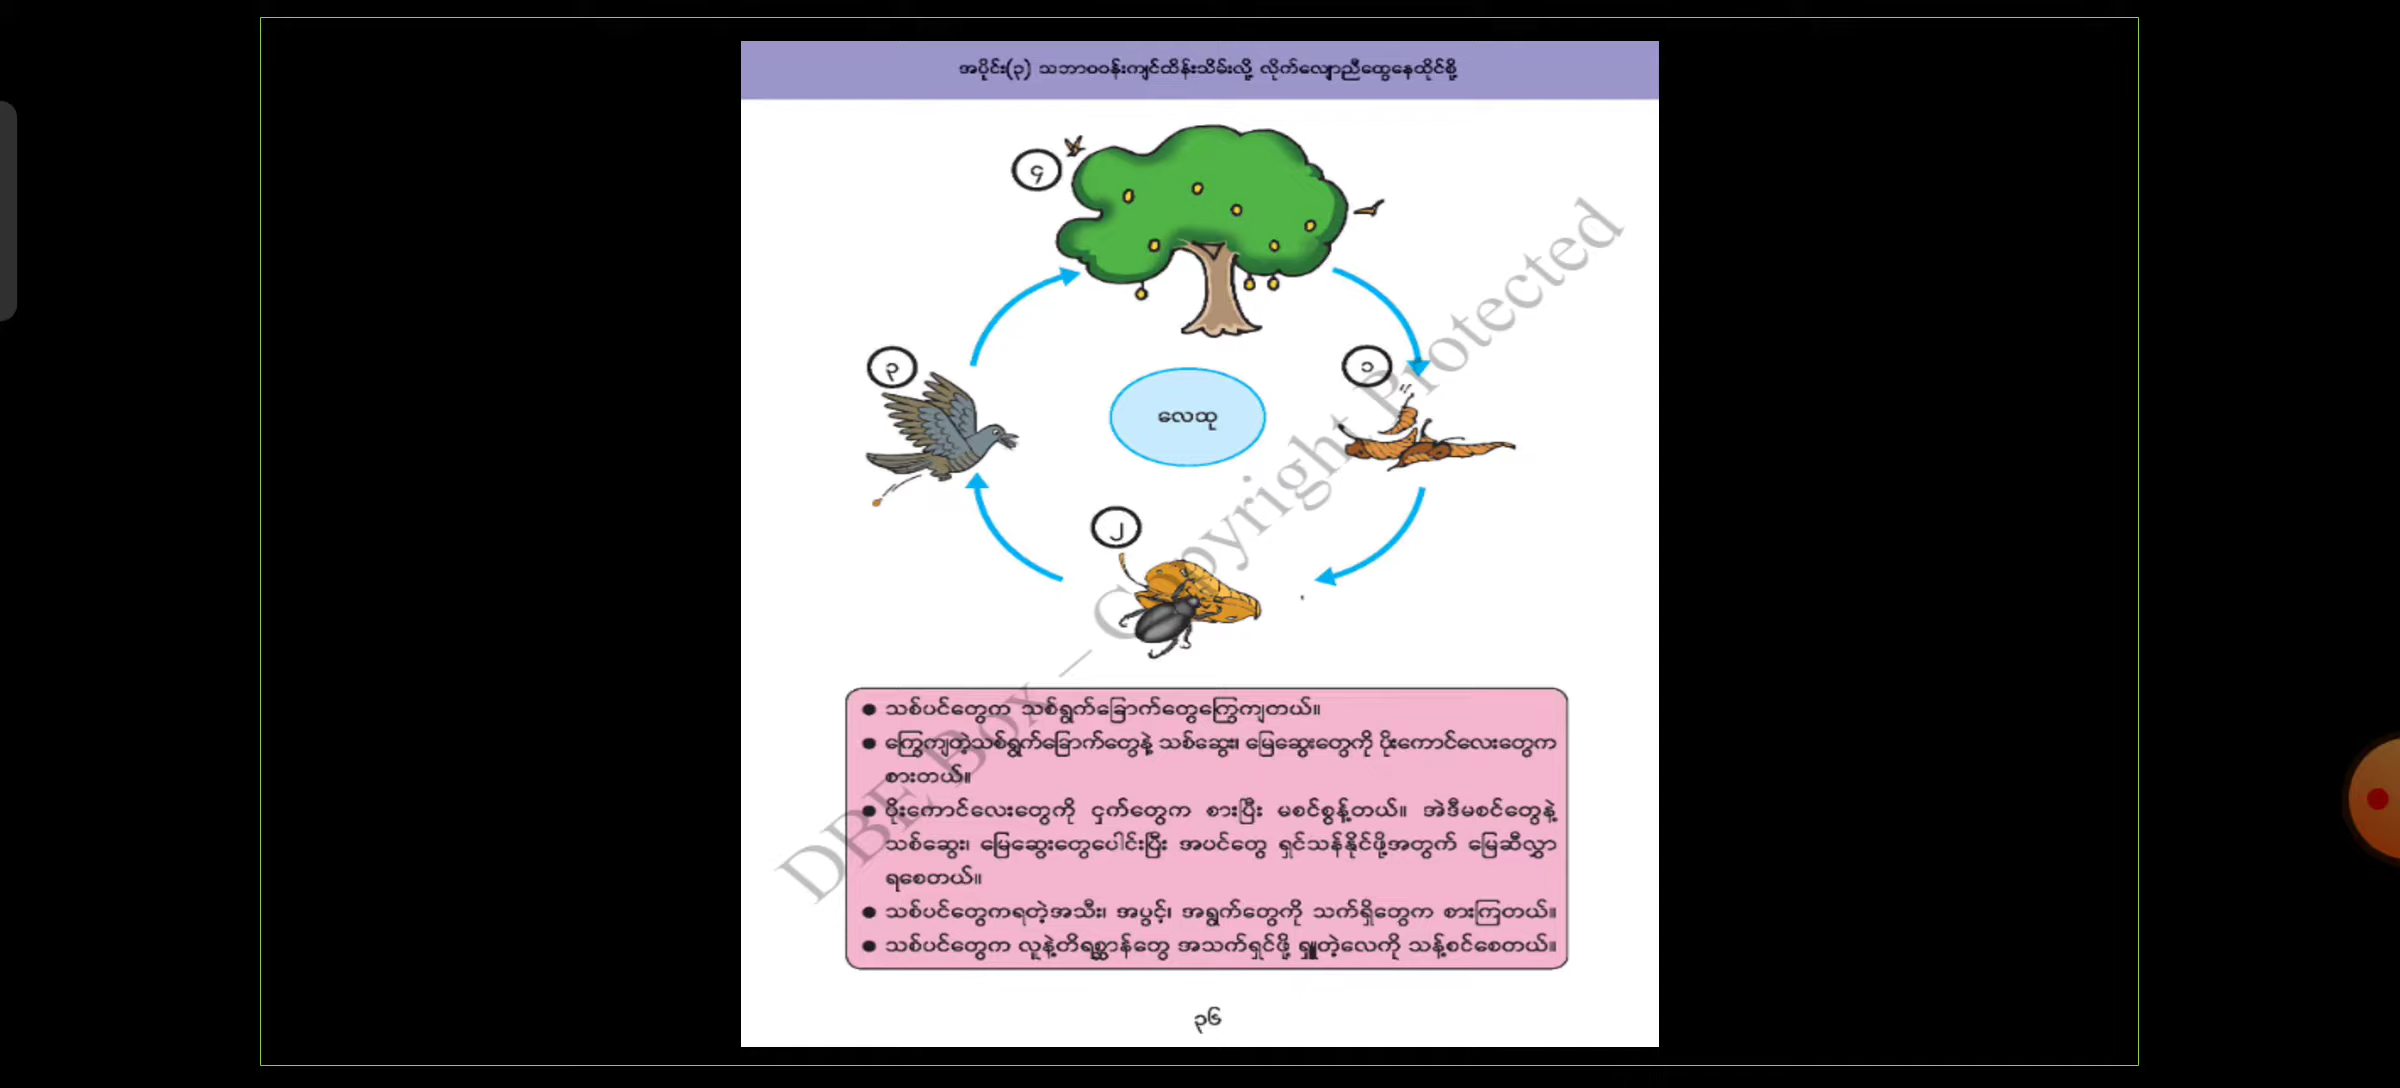 အပိုင်း(၃) သဘာဝဝန်းကျင်ထိန်းသိမ်းလို့ လိုက်လျောညီထွေနေထိုင်စို့
၄
၃
၁
လေထု
၂
● သစ်ပင်တွေက သစ်ရွက်ခြောက်တွေကြွေကျတယ်။
● ကြွေကျတဲ့သစ်ရွက်ခြောက်တွေနဲ့ သစ်ဆွေး၊ မြေဆွေးတွေကို ပိုးကောင်လေးတွေက
စားတယ်။
● ပိုးကောင်လေးတွေကို ငှက်တွေက စားပြီး မစင်စွန့်တယ်။ အဲဒီမစင်တွေနဲ့
သစ်ဆွေး၊ မြေဆွေးတွေပေါင်းပြီး အပင်တွေ ရှင်သန်နိုင်ဖို့အတွက် မြေဆီလွှာ
ရစေတယ်။
● သစ်ပင်တွေကရတဲ့အသီး၊ အပွင့်၊ အရွက်တွေကို သက်ရှိတွေက စားကြတယ်။
● သစ်ပင်တွေက လူနဲ့တိရစ္ဆာန်တွေ အသက်ရှင်ဖို့ ရှူတဲ့လေကို သန့်စင်စေတယ်။
၃၆
DBE Box – Copyright Protected